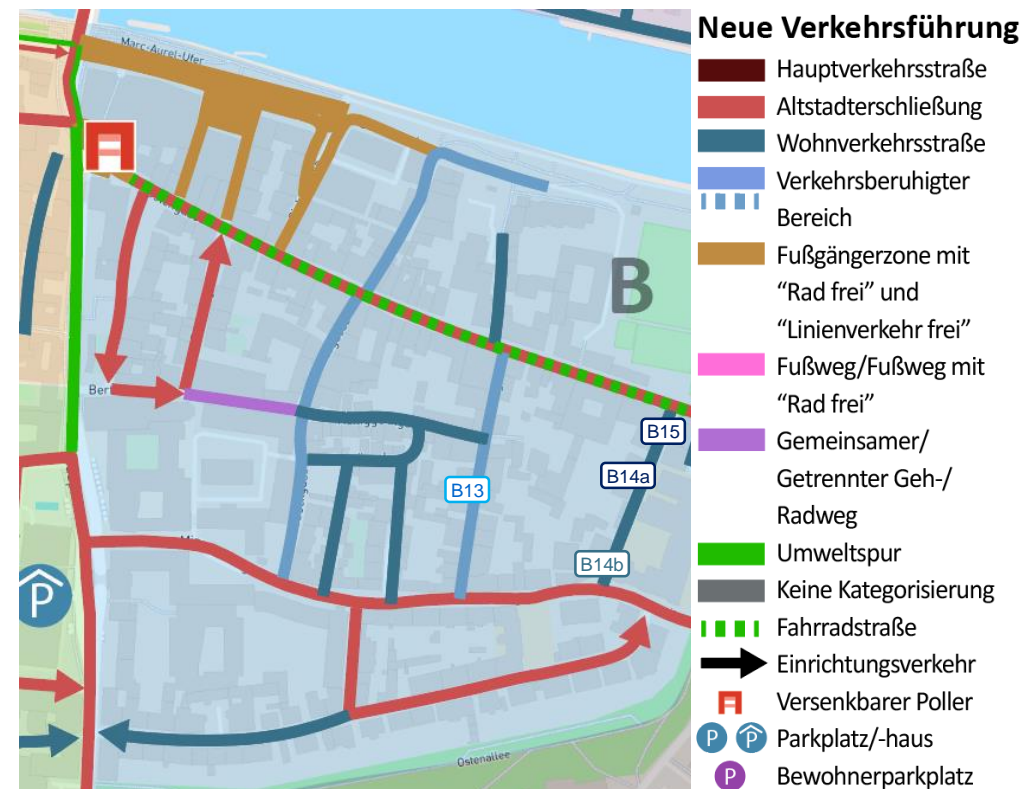 Neue Verkehrsführung
Hauptverkehrsstraße
Altstadterschließung
Wohnverkehrsstraße
Verkehrsberuhigter
Bereich
Fußgängerzone mit
“Rad frei” und
“Linienverkehr frei”
Fußweg/Fußweg mit
“Rad frei”
Gemeinsamer/
Getrennter Geh-/
Radweg
Umweltspur
Keine Kategorisierung
Fahrradstraße
Einrichtungsverkehr
Versenkbarer Poller
P P Parkplatz/-haus
P Bewohnerparkplatz
Marc-Aurel-Ufer
B
Ber
B15
B14a
B13
B14b
P
Ostenallee